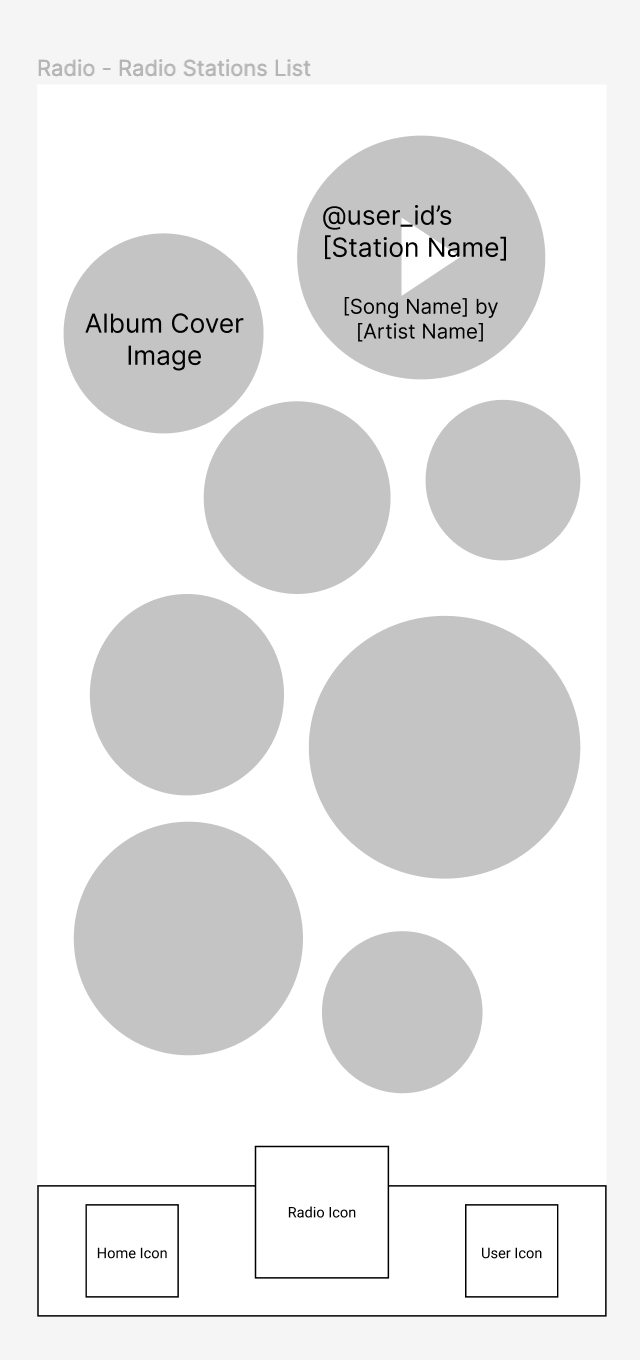 Radio - Radio Stations List
@user_id’s
[Station Name]
[Song Name] by
[Artist Name]
Album Cover
Image
Radio Icon
Home Icon
User Icon